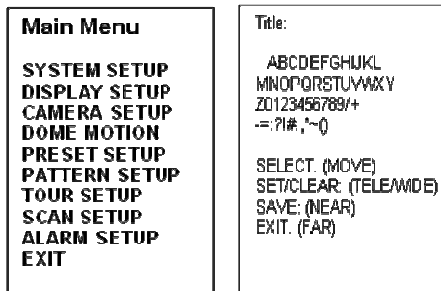 Main Menu
SYSTEM SETUP
DISPLAY SETUP
CAMERA SETUP
DOME MOTION
PRESET SETUP
PATTERN SETUP
TOUR SETUP
SCAN SETUP
ALARM SETUP
EXIT
Title:
ABCDEFGHIJKL
MNOPQRSTUVWXY
Z0123456789/+
-=:?!#,"~()
SELECT: (MOVE)
SET/CLEAR: (TELE/WIDE)
SAVE: (NEAR)
EXIT: (FAR)